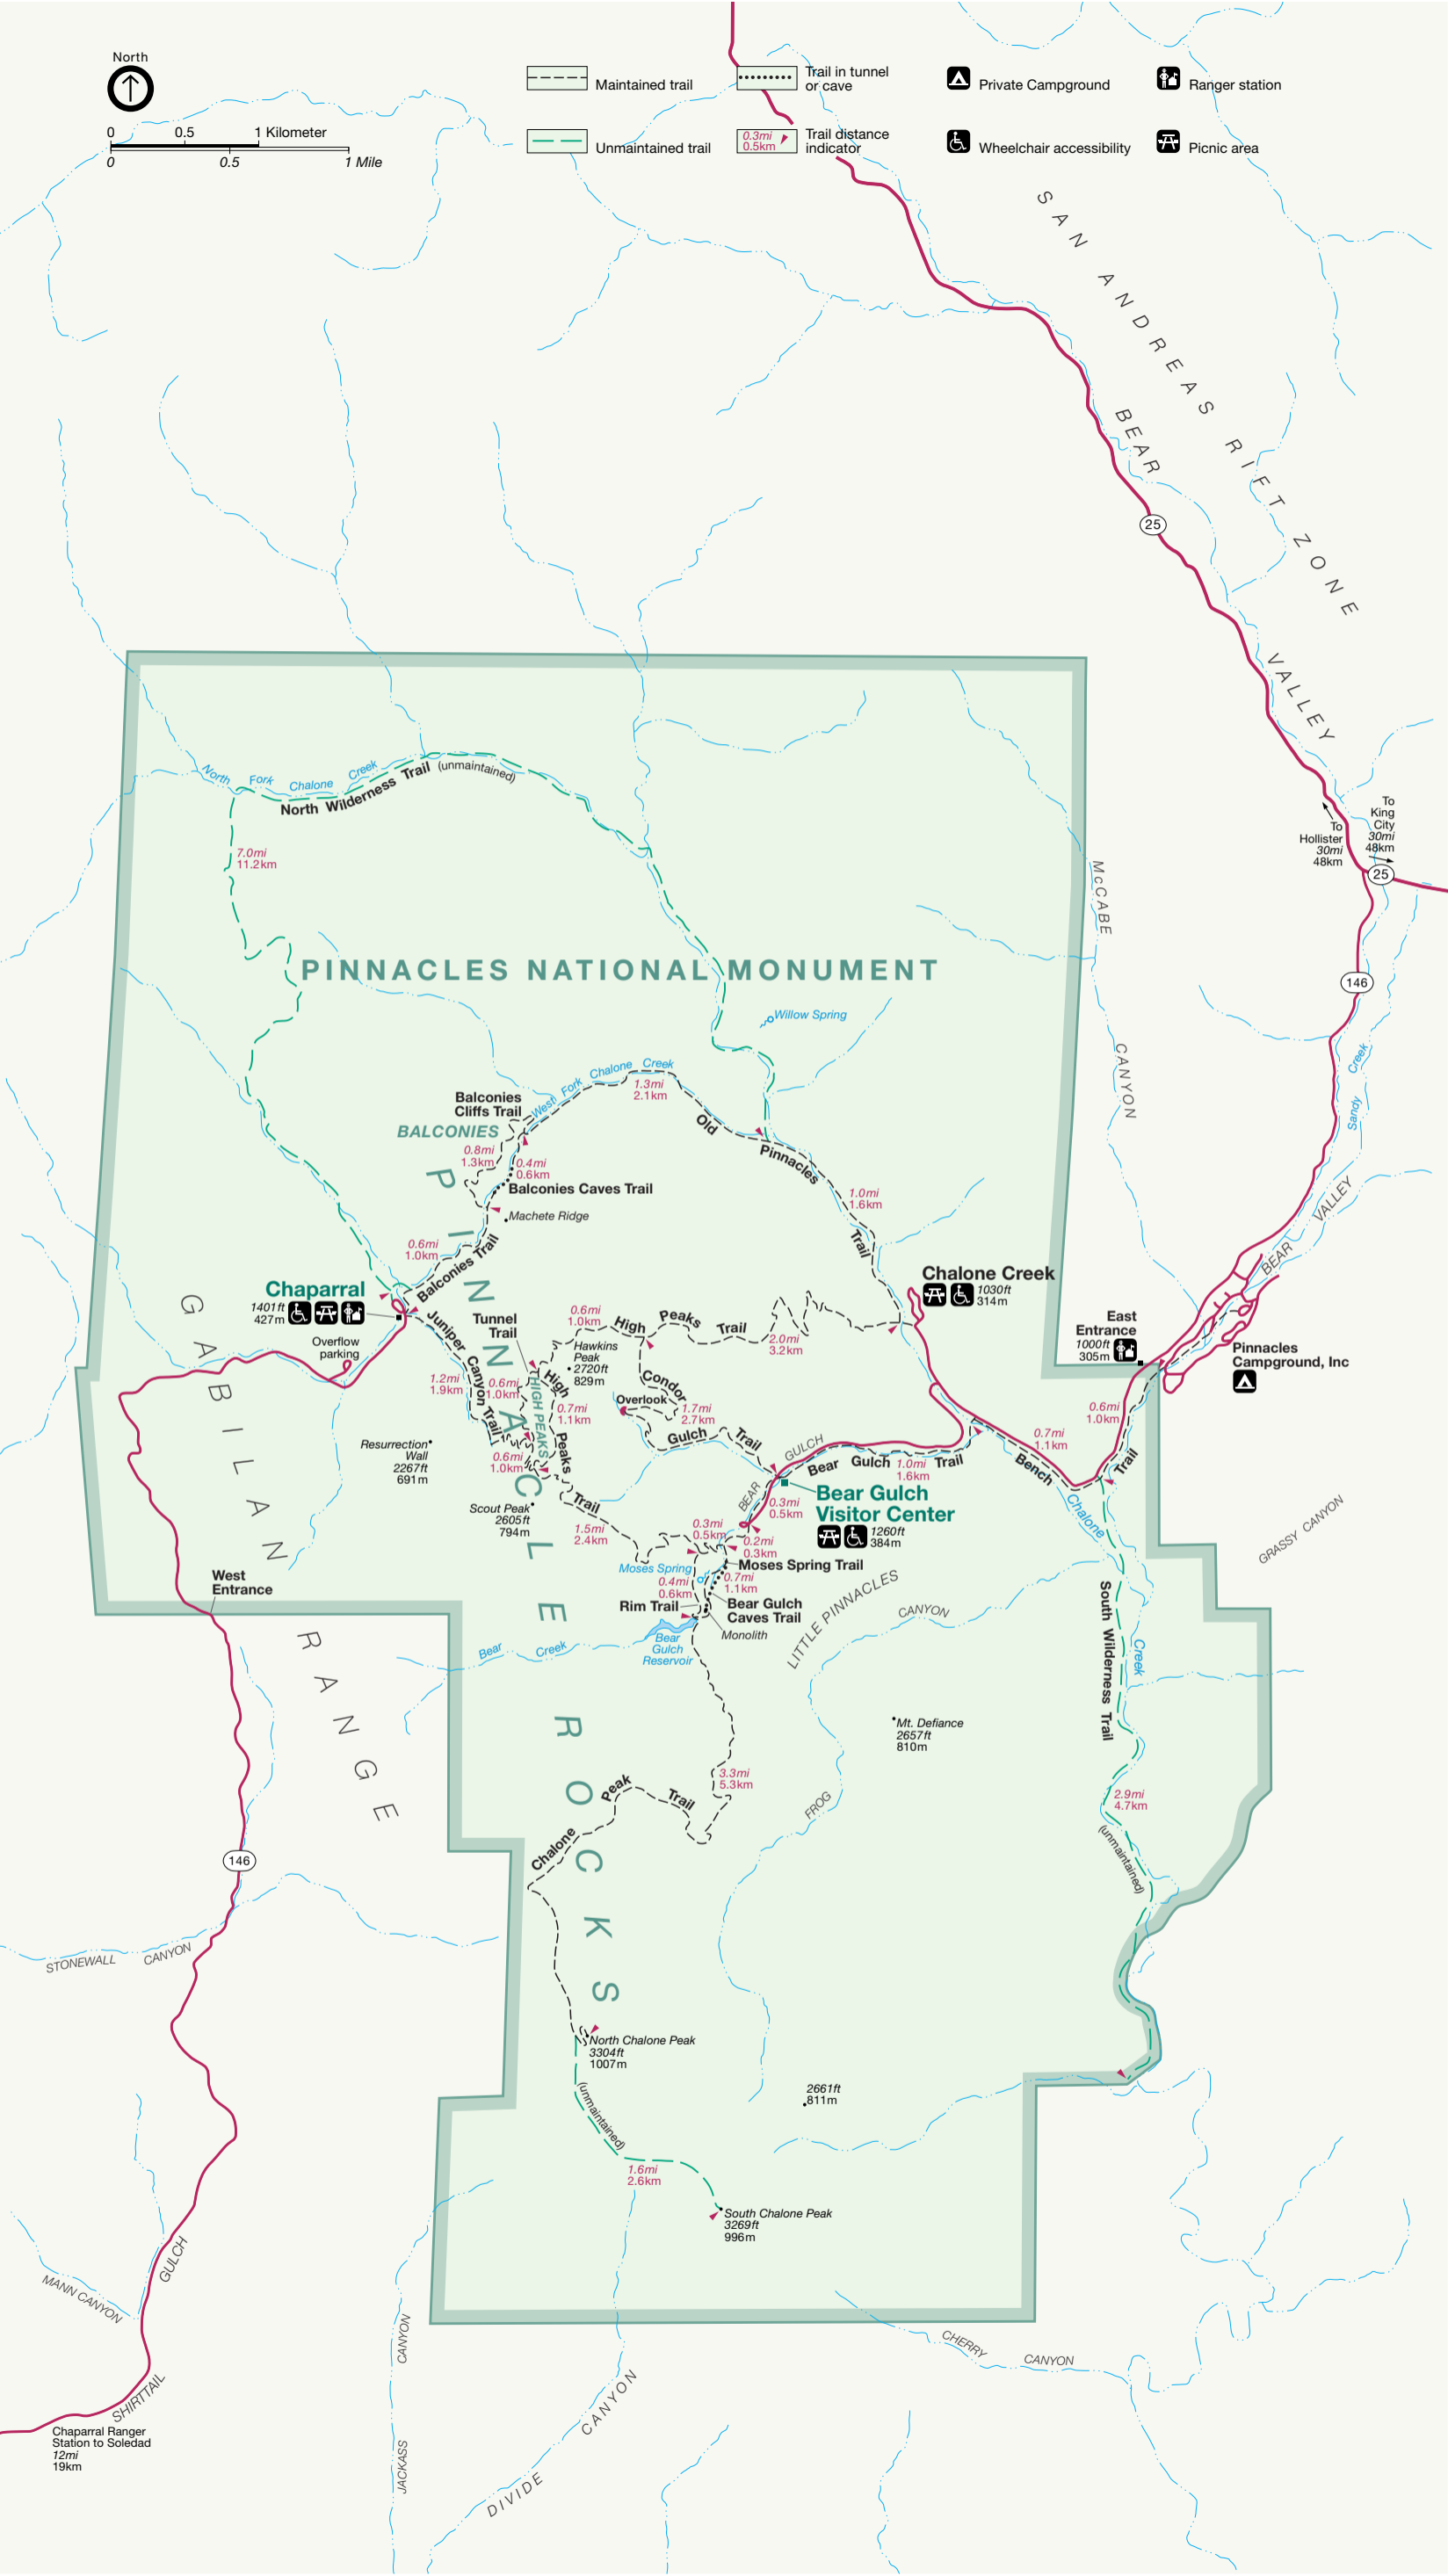 North
0 0.5 1 Kilometer
0 0.5 1 Mile
Maintained trail
Unmaintained trail
Trail in tunnel
or cave
0.3mi
0.5km
Trail distance
indicator
Private Campground
Wheelchair accessibility
Ranger station
Picnic area
SAN ANDREAS RIFT ZONE
BEAR VALLEY
25
To
Hollister
30mi
48km
To
King
City
30mi
48km
25
146
Sandy Creek
BEAR VALLEY
McCABE CANYON
North Fork Chalone Creek
North Wilderness Trail (unmaintained)
7.0mi
11.2km
PINNACLES NATIONAL MONUMENT
Willow Spring
West Fork Chalone Creek
1.3mi
2.1km
Balconies
Cliffs Trail
BALCONIES
0.8mi
1.3km
0.4mi
0.6km
Balconies Caves Trail
Machete Ridge
Old Pinnacles Trail
1.0mi
1.6km
0.6mi
1.0km
Balconies Trail
Chaparral
1401ft
427m
Overflow
parking
Juniper Canyon Trail
1.2mi
1.9km
Tunnel
Trail
0.6mi
1.0km
High Peaks Trail
2.0mi
3.2km
Hawkins
Peak
2720ft
829m
0.6mi
1.0km
HIGH PEAKS
High Peaks Trail
0.7mi
1.1km
0.6mi
1.0km
Overlook
Condor Gulch Trail
1.7mi
2.7km
Chalone Creek
1030ft
314m
East
Entrance
1000ft
305m
Pinnacles
Campground, Inc
0.6mi
1.0km
0.7mi
1.1km
Bench Trail
BEAR GULCH
Bear Gulch Trail
1.0mi
1.6km
Bear Gulch
Visitor Center
1260ft
384m
0.3mi
0.5km
Resurrection
Wall
2267ft
691m
Scout Peak
2605ft
794m
1.5mi
2.4km
0.3mi
0.5km
0.2mi
0.3km
Moses Spring
Moses Spring Trail
0.4mi
0.6km
0.7mi
1.1km
Rim Trail
Bear Gulch
Caves Trail
Monolith
Bear
Gulch
Reservoir
Bear Creek
LITTLE PINNACLES
FROG CANYON
GRASSY CANYON
Chalone Creek
South Wilderness Trail
2.9mi
4.7km
(unmaintained)
Mt. Defiance
2657ft
810m
PINNACLES ROCKS
GABILAN RANGE
West
Entrance
146
3.3mi
5.3km
Chalone Peak Trail
STONEWALL CANYON
North Chalone Peak
3304ft
1007m
(unmaintained)
2661ft
811m
1.6mi
2.6km
South Chalone Peak
3269ft
996m
MANN CANYON
SHIRTTAIL GULCH
JACKASS CANYON
DIVIDE CANYON
CHERRY CANYON
Chaparral Ranger
Station to Soledad
12mi
19km